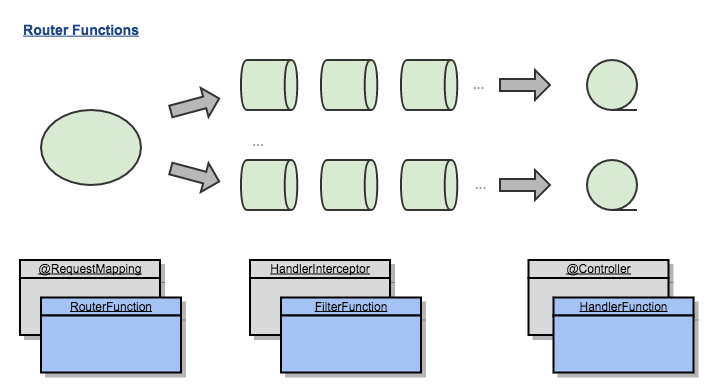 Router Functions
...
...
...
@RequestMapping
HandlerInterceptor
@Controller
RouterFunction
FilterFunction
HandlerFunction